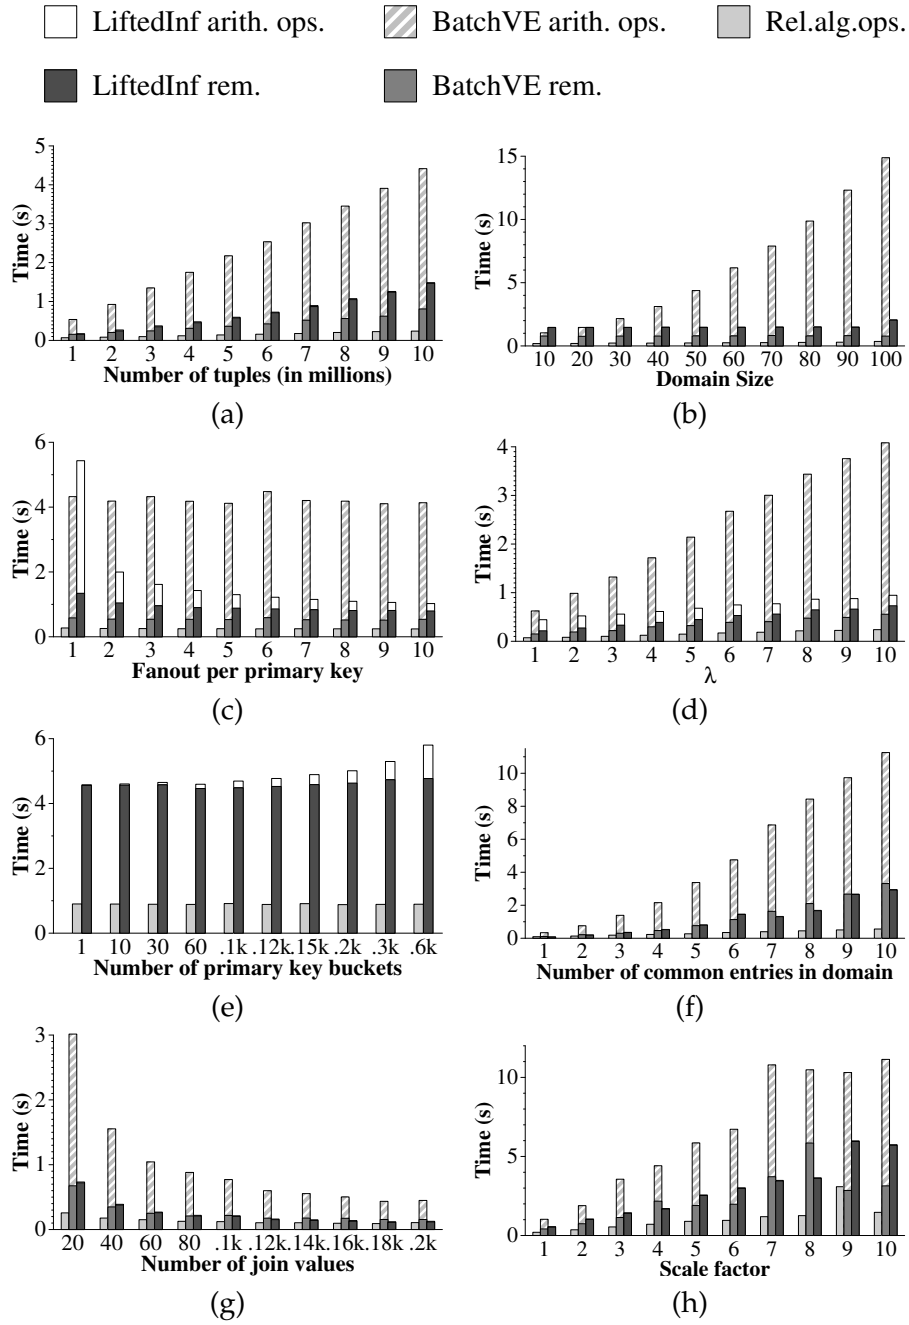 LiftedInf arith. ops. BatchVE arith. ops. Rel.alg.ops.
LiftedInf rem. BatchVE rem.
Time (s)
5
4
3
2
1
0
1 2 3 4 5 6 7 8 9 10
Number of tuples (in millions)
(a)
Time (s)
15
10
5
0
10 20 30 40 50 60 70 80 90 100
Domain Size
(b)
Time (s)
6
4
2
0
1 2 3 4 5 6 7 8 9 10
Fanout per primary key
(c)
Time (s)
4
3
2
1
0
1 2 3 4 5 6 7 8 9 10
λ
(d)
Time (s)
6
4
2
0
1 10 30 60 .1k .12k .15k .2k .3k .6k
Number of primary key buckets
(e)
Time (s)
10
8
6
4
2
0
1 2 3 4 5 6 7 8 9 10
Number of common entries in domain
(f)
Time (s)
3
2
1
0
20 40 60 80 .1k .12k .14k .16k .18k .2k
Number of join values
(g)
Time (s)
10
5
0
1 2 3 4 5 6 7 8 9 10
Scale factor
(h)